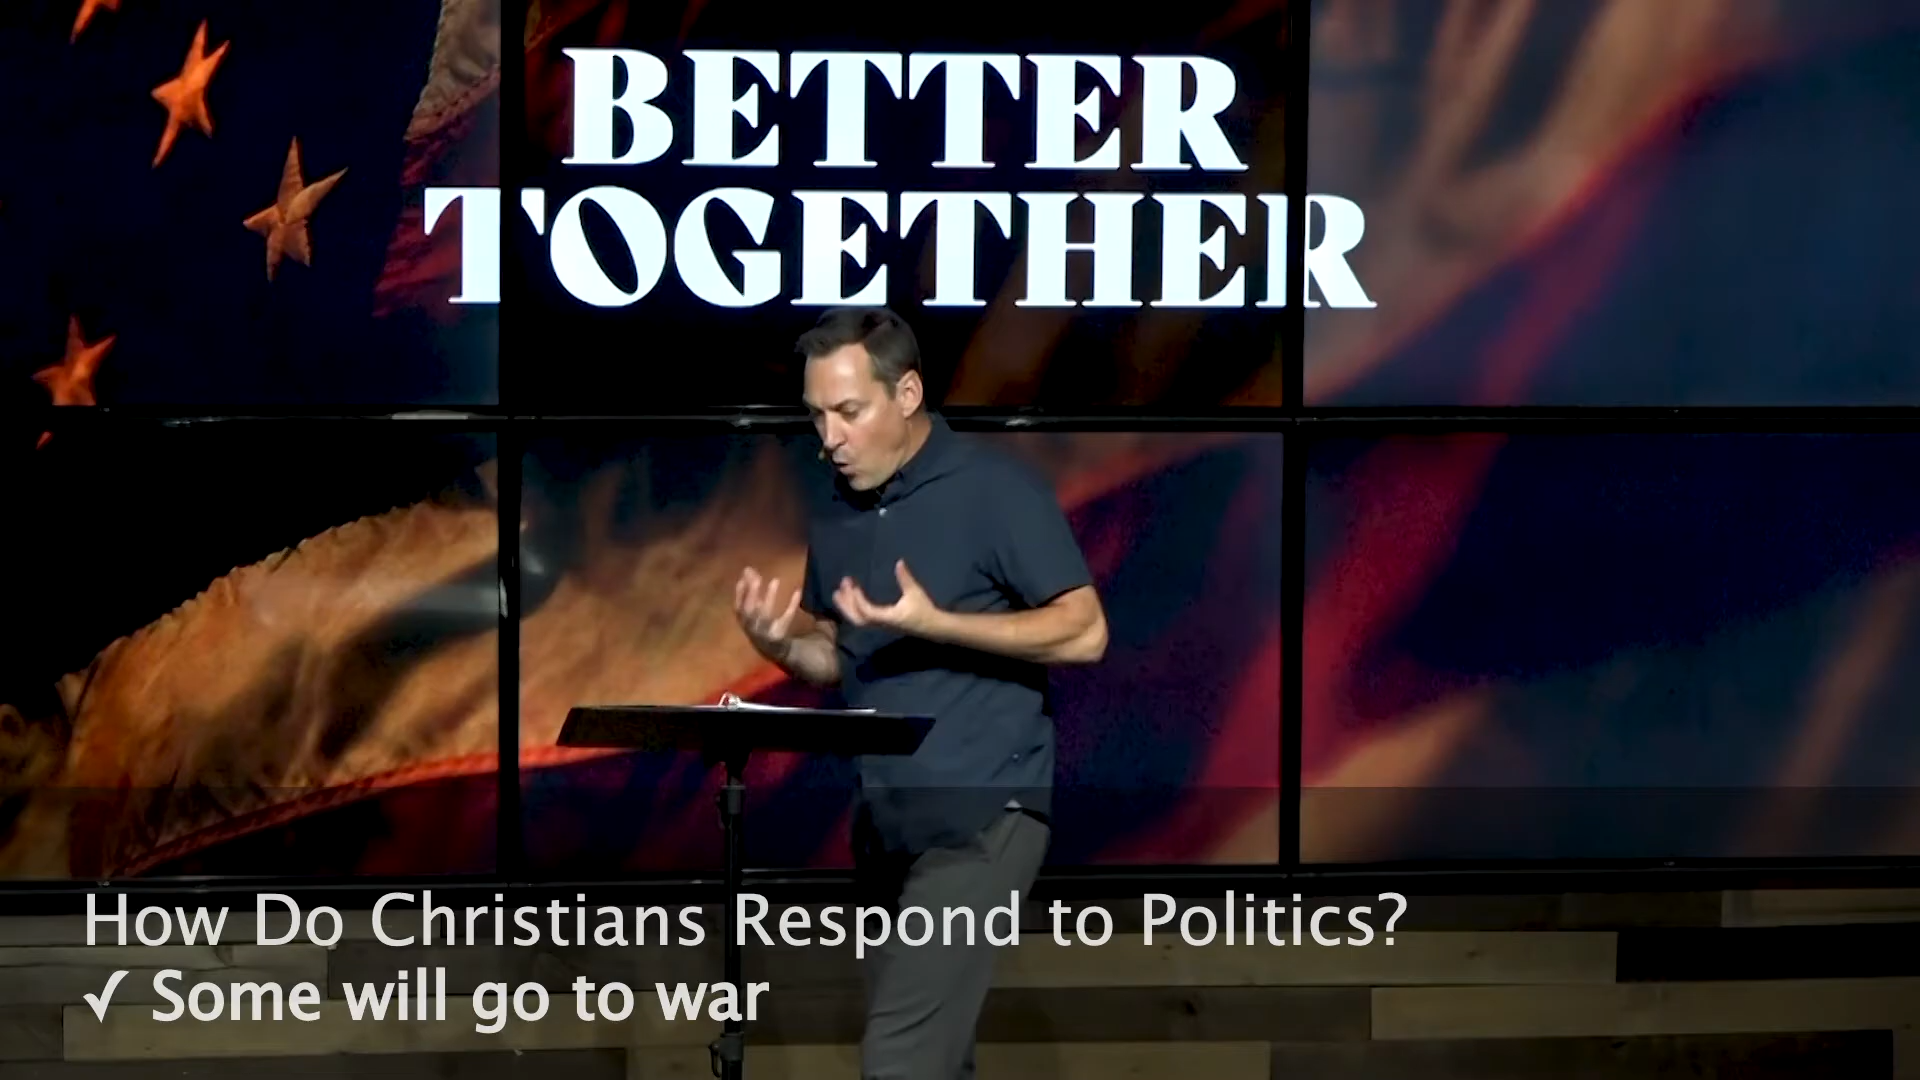 BETTER
TOGETHER
How Do Christians Respond to Politics?
✓ Some will go to war